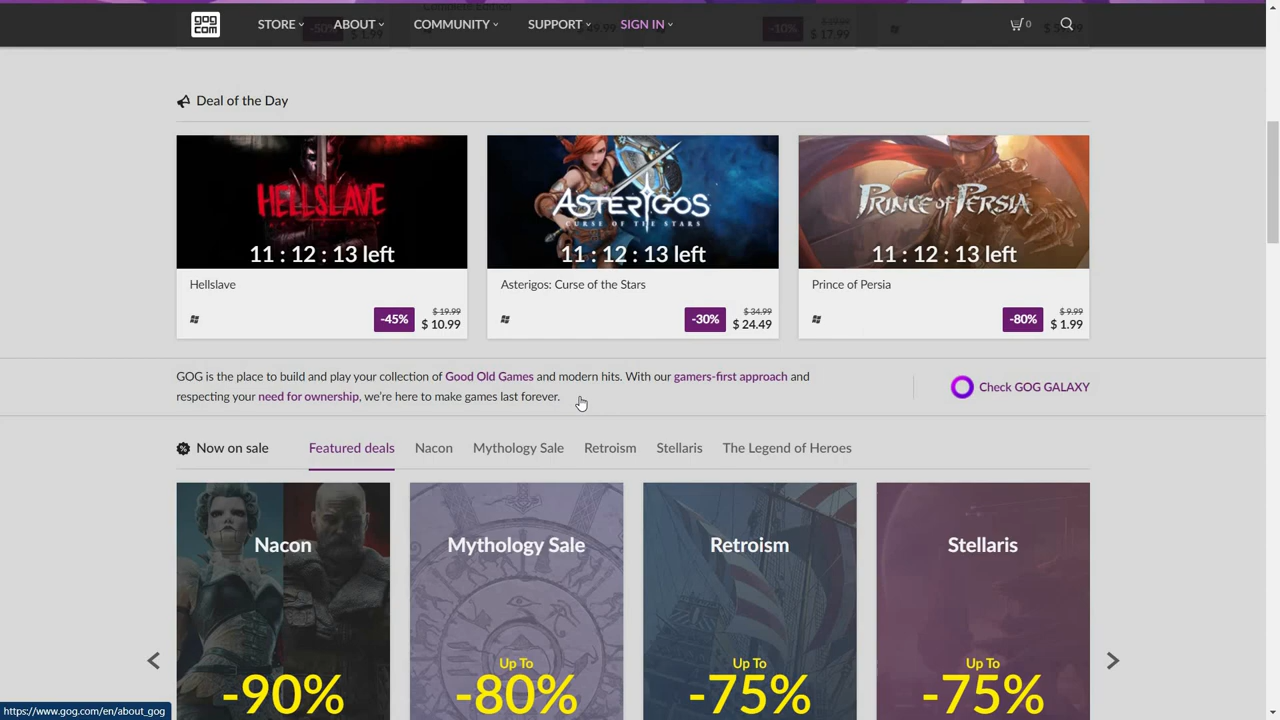 gog
com
STORE
ABOUT
COMMUNITY
SUPPORT
SIGN IN
0
-50%
$ 1.99
-10%
$ 17.99
Deal of the Day
HELLSLAVE
11 : 12 : 13 left
ASTERIGOS
CURSE OF THE STARS
11 : 12 : 13 left
PRINCE OF PERSIA
11 : 12 : 13 left
Hellslave
-45%
$ 19.99
$ 10.99
Asterigos: Curse of the Stars
-30%
$ 34.99
$ 24.49
Prince of Persia
-80%
$ 9.99
$ 1.99
GOG is the place to build and play your collection of Good Old Games and modern hits. With our gamers-first approach and
respecting your need for ownership, we're here to make games last forever.
Check GOG GALAXY
Now on sale
Featured deals
Nacon
Mythology Sale
Retroism
Stellaris
The Legend of Heroes
Nacon
-90%
Mythology Sale
Up To
-80%
Retroism
Up To
-75%
Stellaris
Up To
-75%
https://www.gog.com/en/about_gog